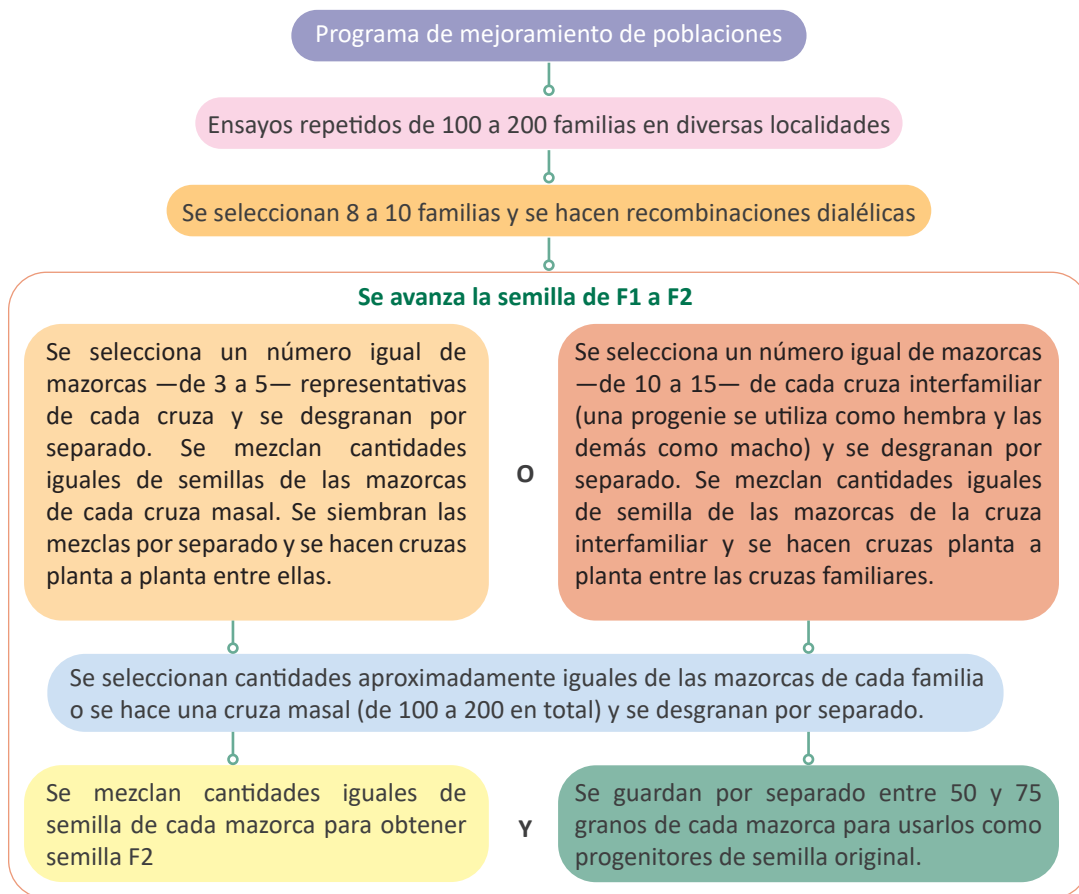 Programa de mejoramiento de poblaciones
Ensayos repetidos de 100 a 200 familias en diversas localidades
Se seleccionan 8 a 10 familias y se hacen recombinaciones dialélicas
Se avanza la semilla de F1 a F2
Se selecciona un número igual de
mazorcas —de 3 a 5— representativas
de cada cruza y se desgranan por
separado. Se mezclan cantidades
iguales de semillas de las mazorcas
de cada cruza masal. Se siembran las
mezclas por separado y se hacen cruzas
planta a planta entre ellas.
O
Se selecciona un número igual de mazorcas
—de 10 a 15— de cada cruza interfamiliar
(una progenie se utiliza como hembra y las
demás como macho) y se desgranan por
separado. Se mezclan cantidades iguales
de semilla de las mazorcas de la cruza
interfamiliar y se hacen cruzas planta a
planta entre las cruzas familiares.
Se seleccionan cantidades aproximadamente iguales de las mazorcas de cada familia
o se hace una cruza masal (de 100 a 200 en total) y se desgranan por separado.
Se mezclan cantidades iguales de
semilla de cada mazorca para obtener
semilla F2
Y
Se guardan por separado entre 50 y 75
granos de cada mazorca para usarlos como
progenitores de semilla original.